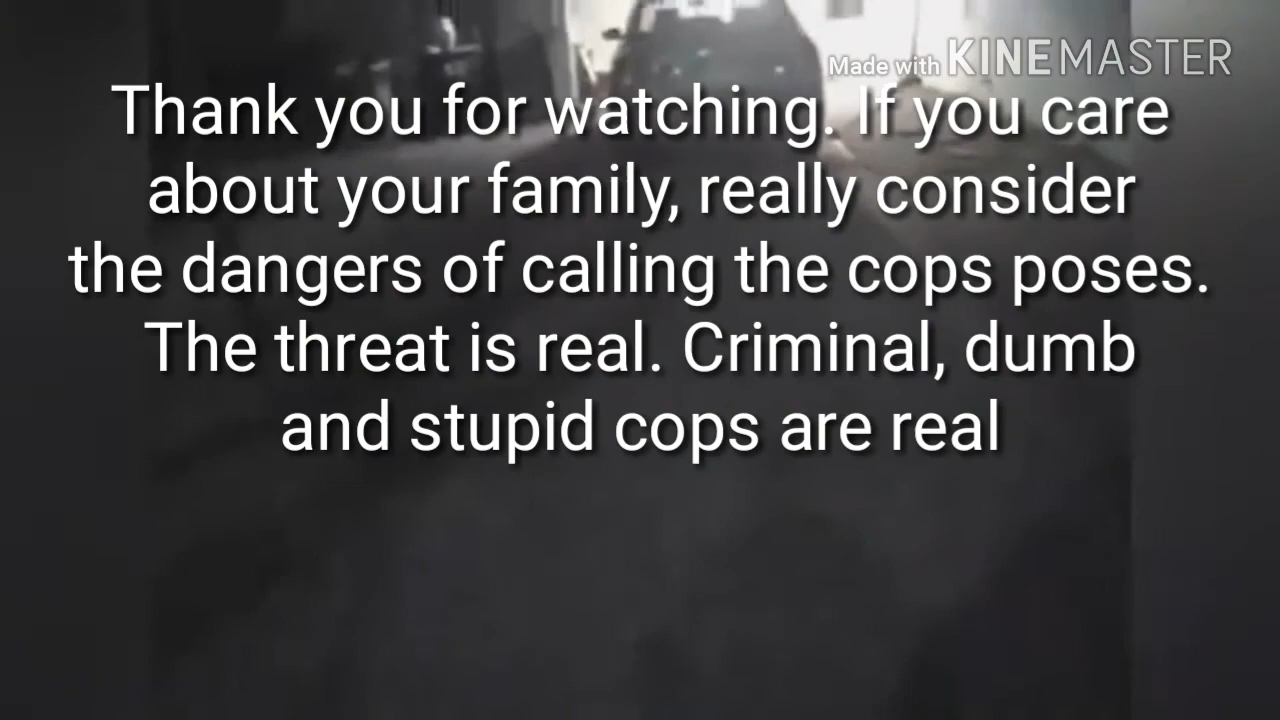 Made with KINEMASTER
Thank you for watching. If you care
about your family, really consider
the dangers of calling the cops poses.
The threat is real. Criminal, dumb
and stupid cops are real